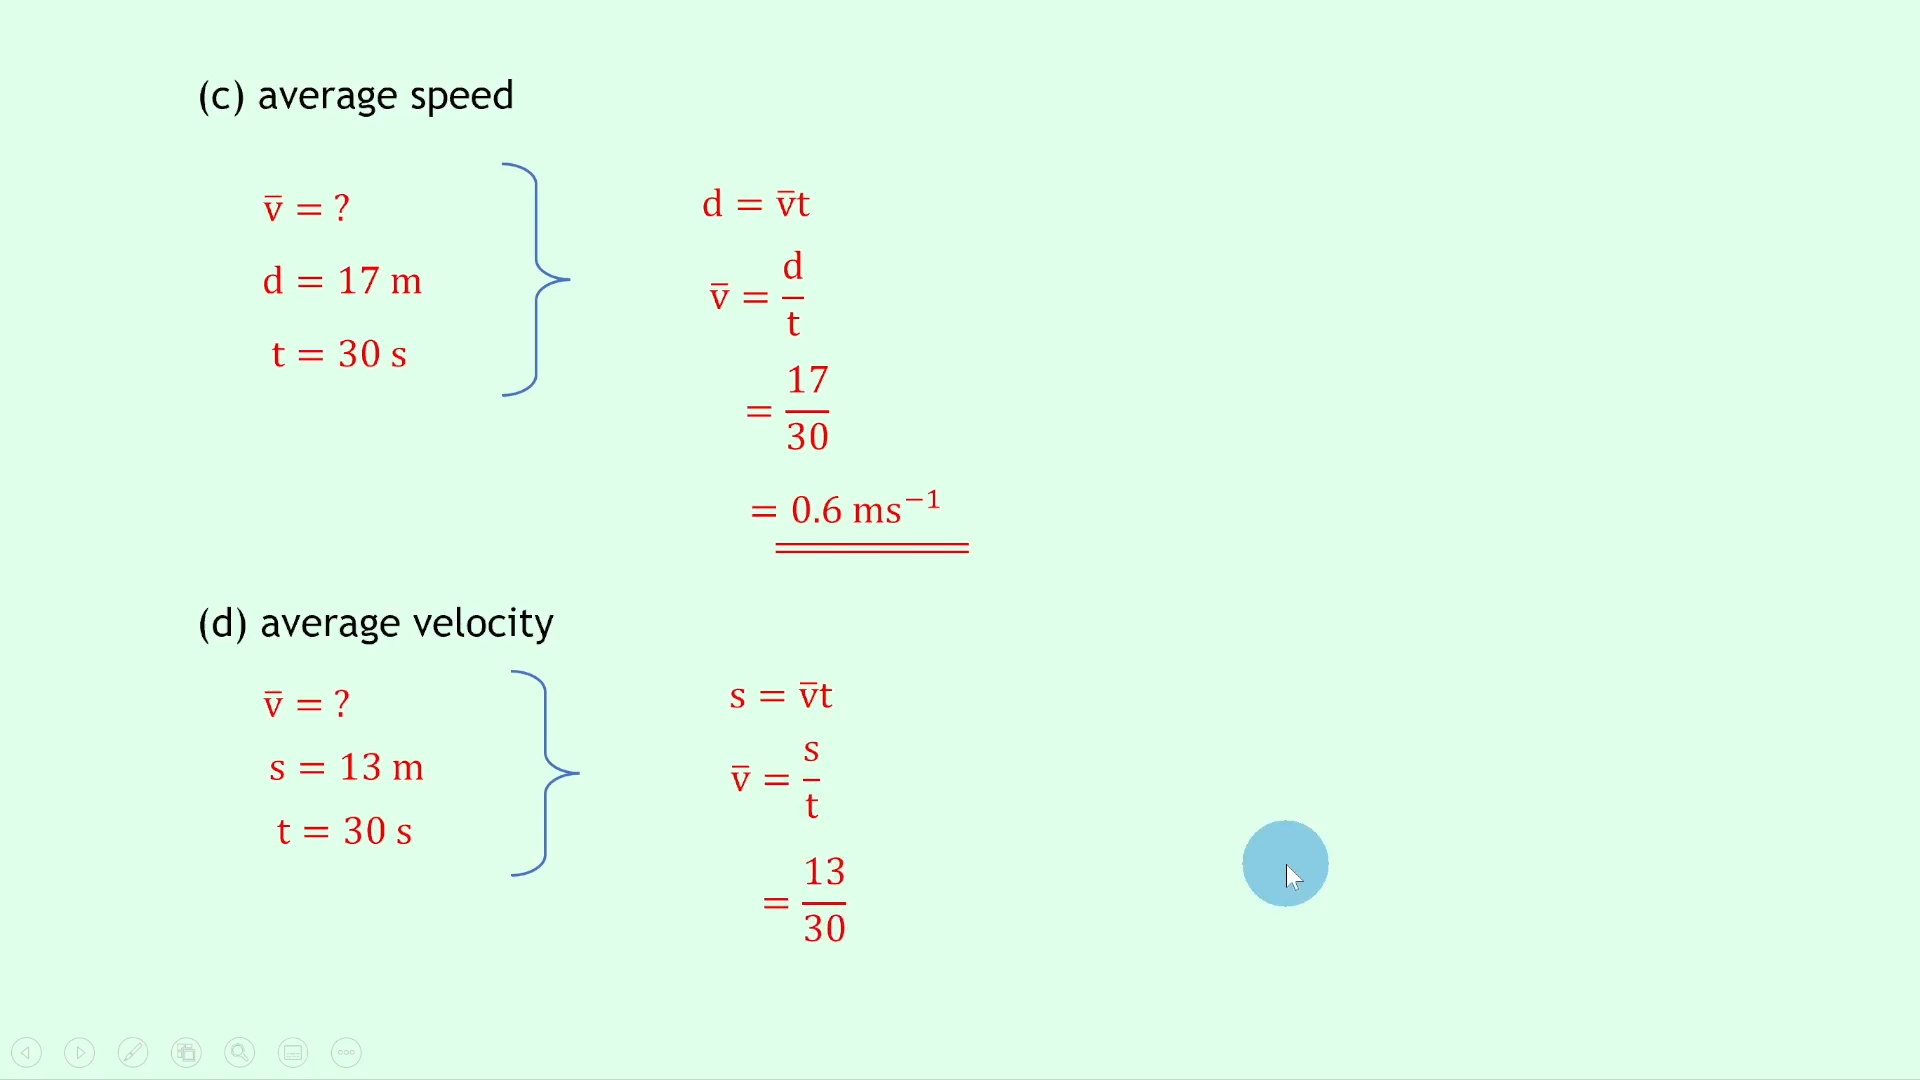 (c) average speed
v̄ = ?
d = 17 m
t = 30 s
d = v̄t
v̄ = d/t
= 17/30
= 0.6 ms⁻¹
(d) average velocity
v̄ = ?
s = 13 m
t = 30 s
s = v̄t
v̄ = s/t
= 13/30